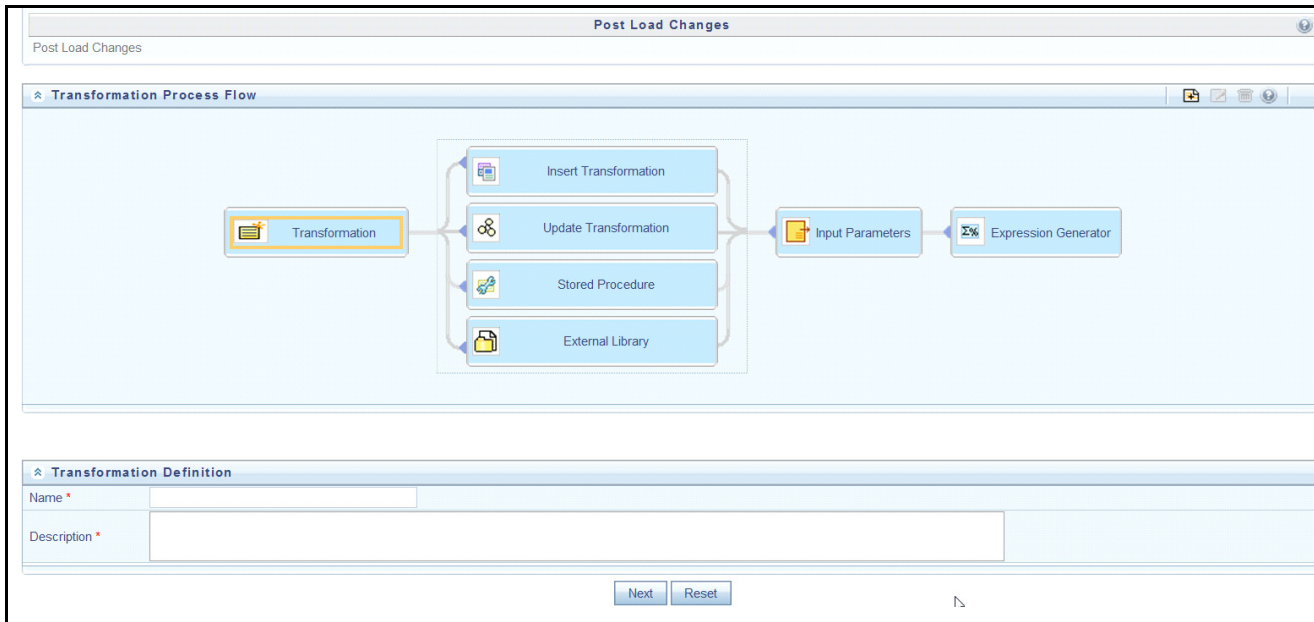 Post Load Changes
Post Load Changes
Transformation Process Flow
Insert Transformation
Transformation
Update Transformation
Input Parameters
Σ% Expression Generator
Stored Procedure
External Library
Transformation Definition
Name *
Description *
Next Reset